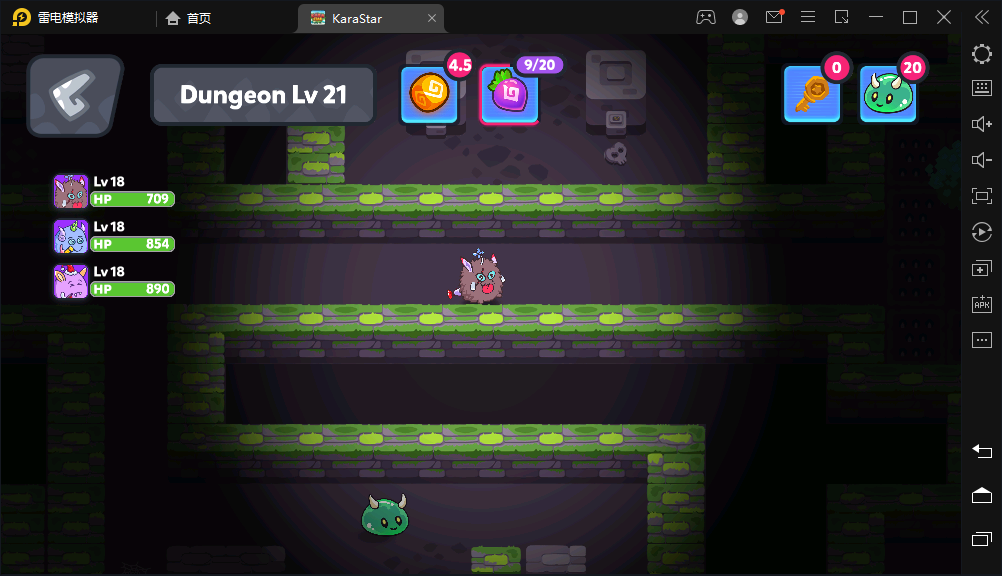 雷电模拟器
首页
KaraStar
Dungeon Lv 21
4.5
9/20
0
20
Lv 18
HP 709
Lv 18
HP 854
Lv 18
HP 890
APK